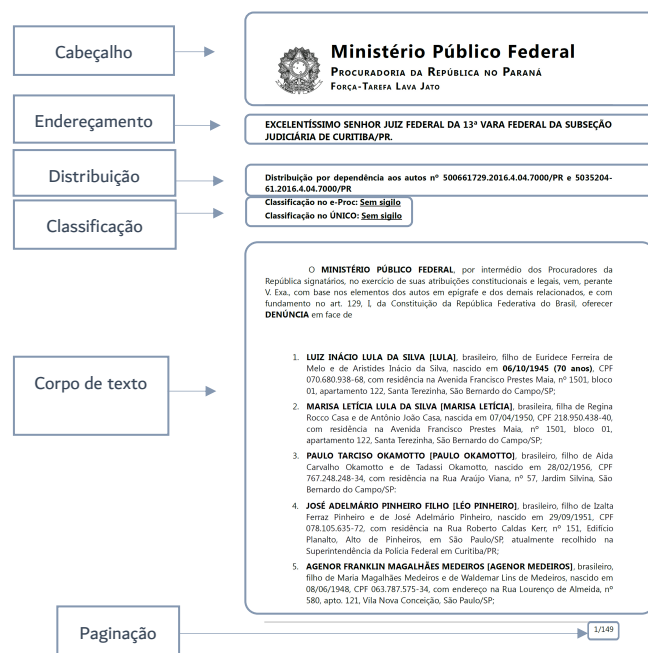 Cabeçalho
Ministério Público Federal
Procuradoria da República no Paraná
Força-Tarefa Lava Jato
Endereçamento
EXCELENTÍSSIMO SENHOR JUIZ FEDERAL DA 13ª VARA FEDERAL DA SUBSEÇÃO
JUDICIÁRIA DE CURITIBA/PR.
Distribuição
Distribuição por dependência aos autos nº 500661729.2016.4.04.7000/PR e 5035204-
61.2016.4.04.7000/PR
Classificação
Classificação no e-Proc: Sem sigilo
Classificação no ÚNICO: Sem sigilo
O MINISTÉRIO PÚBLICO FEDERAL, por intermédio dos Procuradores da
República signatários, no exercício de suas atribuições constitucionais e legais, vem, perante
V. Exa., com base nos elementos dos autos em epígrafe e dos demais relacionados, e com
fundamento no art. 129, I, da Constituição da República Federativa do Brasil, oferecer
DENÚNCIA em face de
Corpo de texto
1. LUIZ INÁCIO LULA DA SILVA [LULA], brasileiro, filho de Euridece Ferreira de
Melo e de Aristides Inácio da Silva, nascido em 06/10/1945 (70 anos), CPF
070.680.938-68, com residência na Avenida Francisco Prestes Maia, nº 1501, bloco
01, apartamento 122, Santa Terezinha, São Bernardo do Campo/SP;
2. MARISA LETÍCIA LULA DA SILVA [MARISA LETÍCIA], brasileira, filha de Regina
Rocco Casa e de Antônio João Casa, nascida em 07/04/1950, CPF 218.950.438-40,
com residência na Avenida Francisco Prestes Maia, nº 1501, bloco 01,
apartamento 122, Santa Terezinha, São Bernardo do Campo/SP;
3. PAULO TARCISO OKAMOTTO [PAULO OKAMOTTO], brasileiro, filho de Aida
Carvalho Okamotto e de Tadassi Okamotto, nascido em 28/02/1956, CPF
767.248.248-34, com residência na Rua Araújo Viana, nº 57, Jardim Silvina, São
Bernardo do Campo/SP:
4. JOSÉ ADELMÁRIO PINHEIRO FILHO [LÉO PINHEIRO], brasileiro, filho de Izalta
Ferraz Pinheiro e de José Adelmário Pinheiro, nascido em 29/09/1951, CPF
078.105.635-72, com residência na Rua Roberto Caldas Kerr, nº 151, Edifício
Planalto, Alto de Pinheiros, em São Paulo/SP, atualmente recolhido na
Superintendência da Polícia Federal em Curitiba/PR;
5. AGENOR FRANKLIN MAGALHÃES MEDEIROS [AGENOR MEDEIROS], brasileiro,
filho de Maria Magalhães Medeiros e de Waldemar Lins de Medeiros, nascido em
08/06/1948, CPF 063.787.575-34, com endereço na Rua Lourenço de Almeida, nº
580, apto. 121, Vila Nova Conceição, São Paulo/SP;
Paginação
1/149